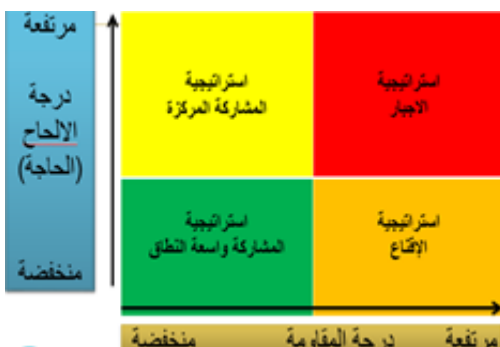 مرتفعة
درجة
الالحاح
(الحاجة)
منخفضة
استراتيجية
الاجبار
استراتيجية
المشاركة المركزة
استراتيجية
الإقناع
استراتيجية
المشاركة واسعة النطاق
مرتفعة درجة المقاومة منخفضة